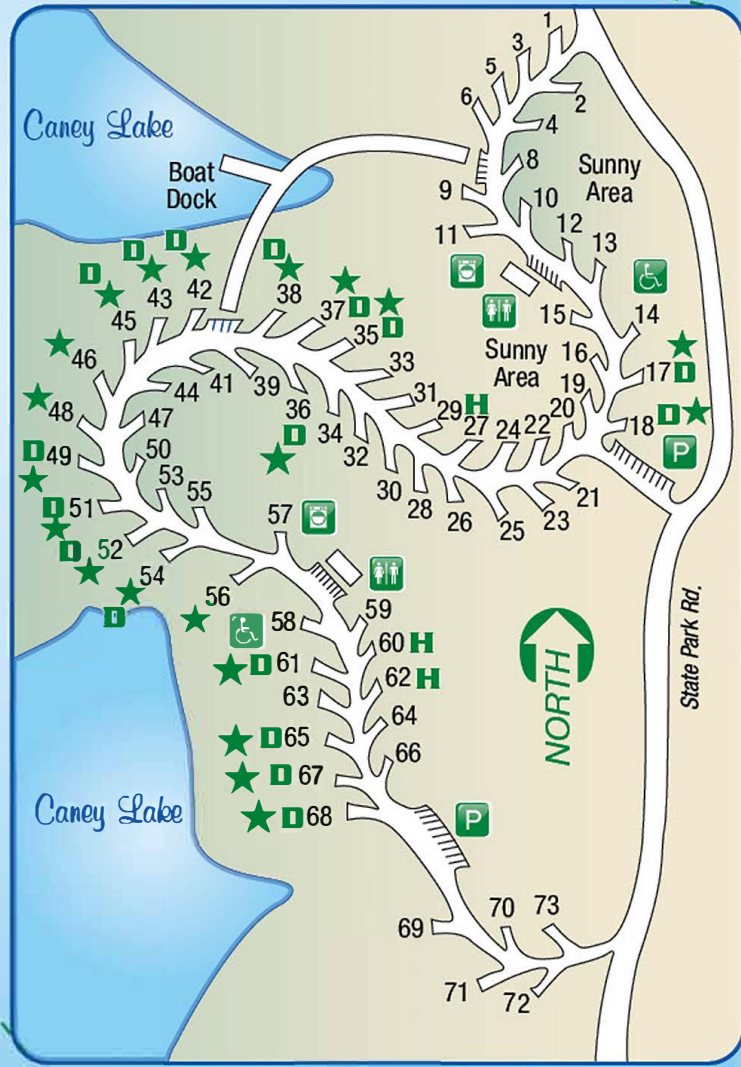 1
3
5
6
2
4
Caney Lake
Boat
Dock
8
Sunny
Area
9
10
11
12
13
D
D
D
D
42
43
38
37
D
45
35
D
15
14
Sunny
Area
16
17 D
46
44
41
39
36
33
31
29 H
27
24
22
20
19
D
18
P
48
47
34
32
D
D 49
50
30
28
26
25
23
21
53
55
D 51
57
D
52
54
D
56
58
59
60 H
D 61
62 H
63
64
D 65
66
D 67
D 68
NORTH
State Park Rd.
Caney Lake
P
69
70
73
71
72